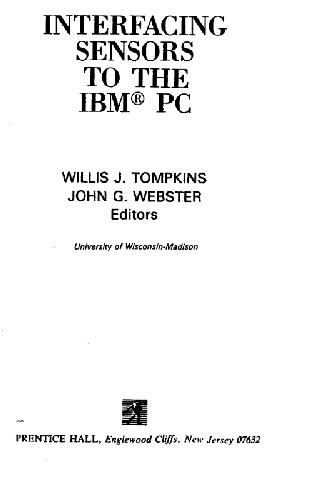 INTERFACING
SENSORS
TO THE
IBM® PC
WILLIS J. TOMPKINS
JOHN G. WEBSTER
Editors
University of Wisconsin-Madison
PRENTICE HALL, Englewood Cliffs, New Jersey 07632